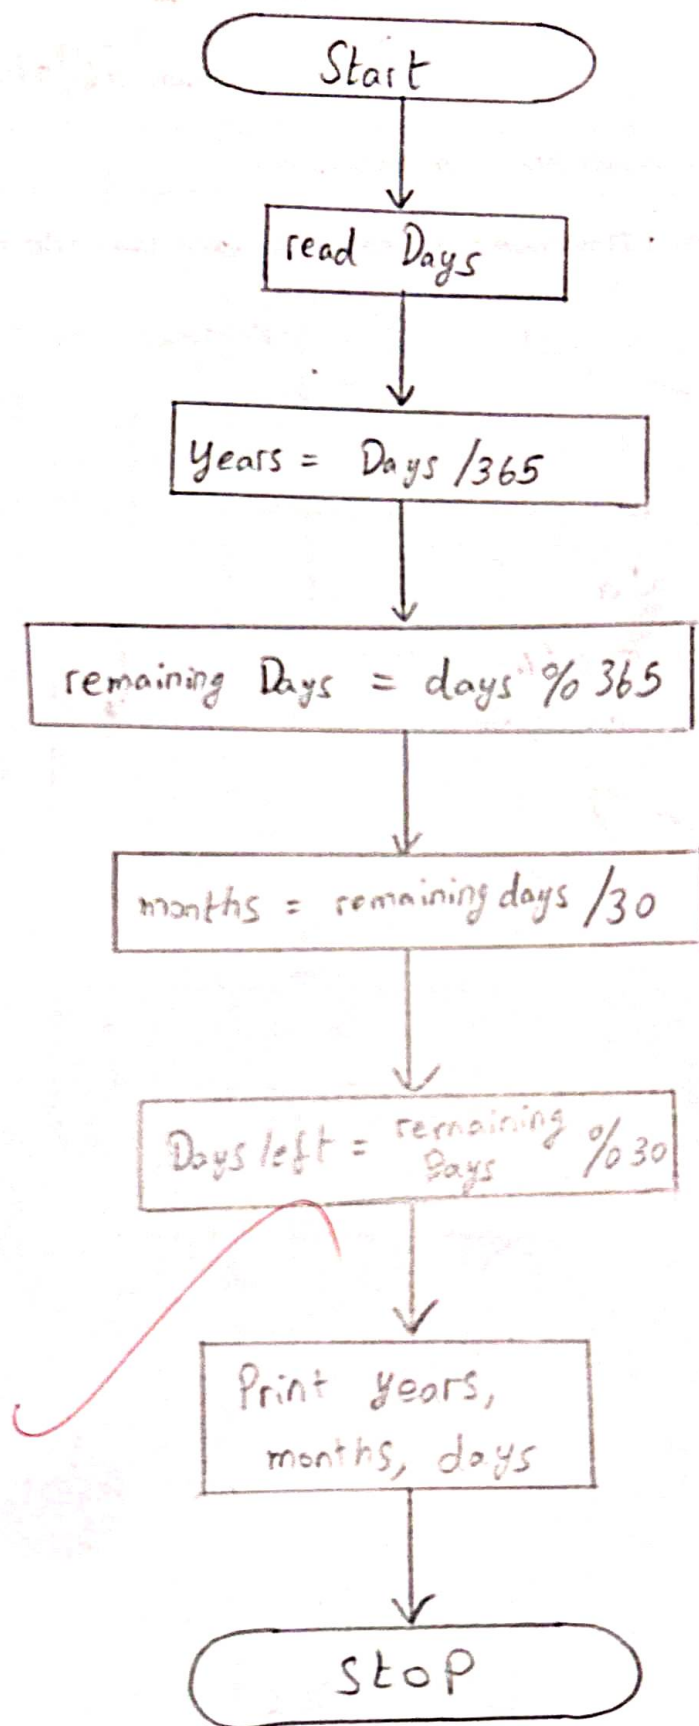 Start
read Days
years = Days /365
remaining Days = days % 365
months = remaining days /30
Days left = remaining Days % 30
Print years,
months, days
Stop